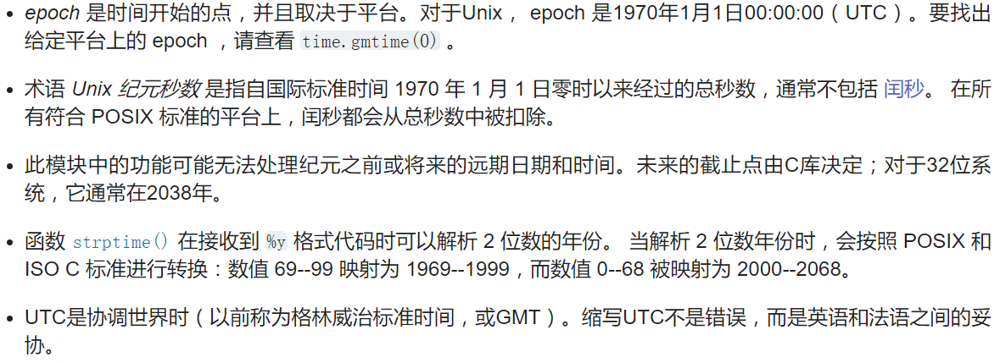 • epoch 是时间开始的点，并且取决于平台。对于Unix， epoch 是1970年1月1日00:00:00（UTC）。要找出
给定平台上的 epoch ，请查看 time.gmtime(0) 。
• 术语 Unix 纪元秒数 是指自国际标准时间 1970 年 1 月 1 日零时以来经过的总秒数，通常不包括 闰秒。 在所
有符合 POSIX 标准的平台上，闰秒都会从总秒数中被扣除。
• 此模块中的功能可能无法处理纪元之前或将来的远期日期和时间。未来的截止点由C库决定；对于32位系
统，它通常在2038年。
• 函数 strptime() 在接收到 %y 格式代码时可以解析 2 位数的年份。 当解析 2 位数年份时，会按照 POSIX 和
ISO C 标准进行转换：数值 69--99 映射为 1969--1999，而数值 0--68 被映射为 2000--2068。
• UTC是协调世界时（以前称为格林威治标准时间，或GMT）。缩写UTC不是错误，而是英语和法语之间的妥
协。